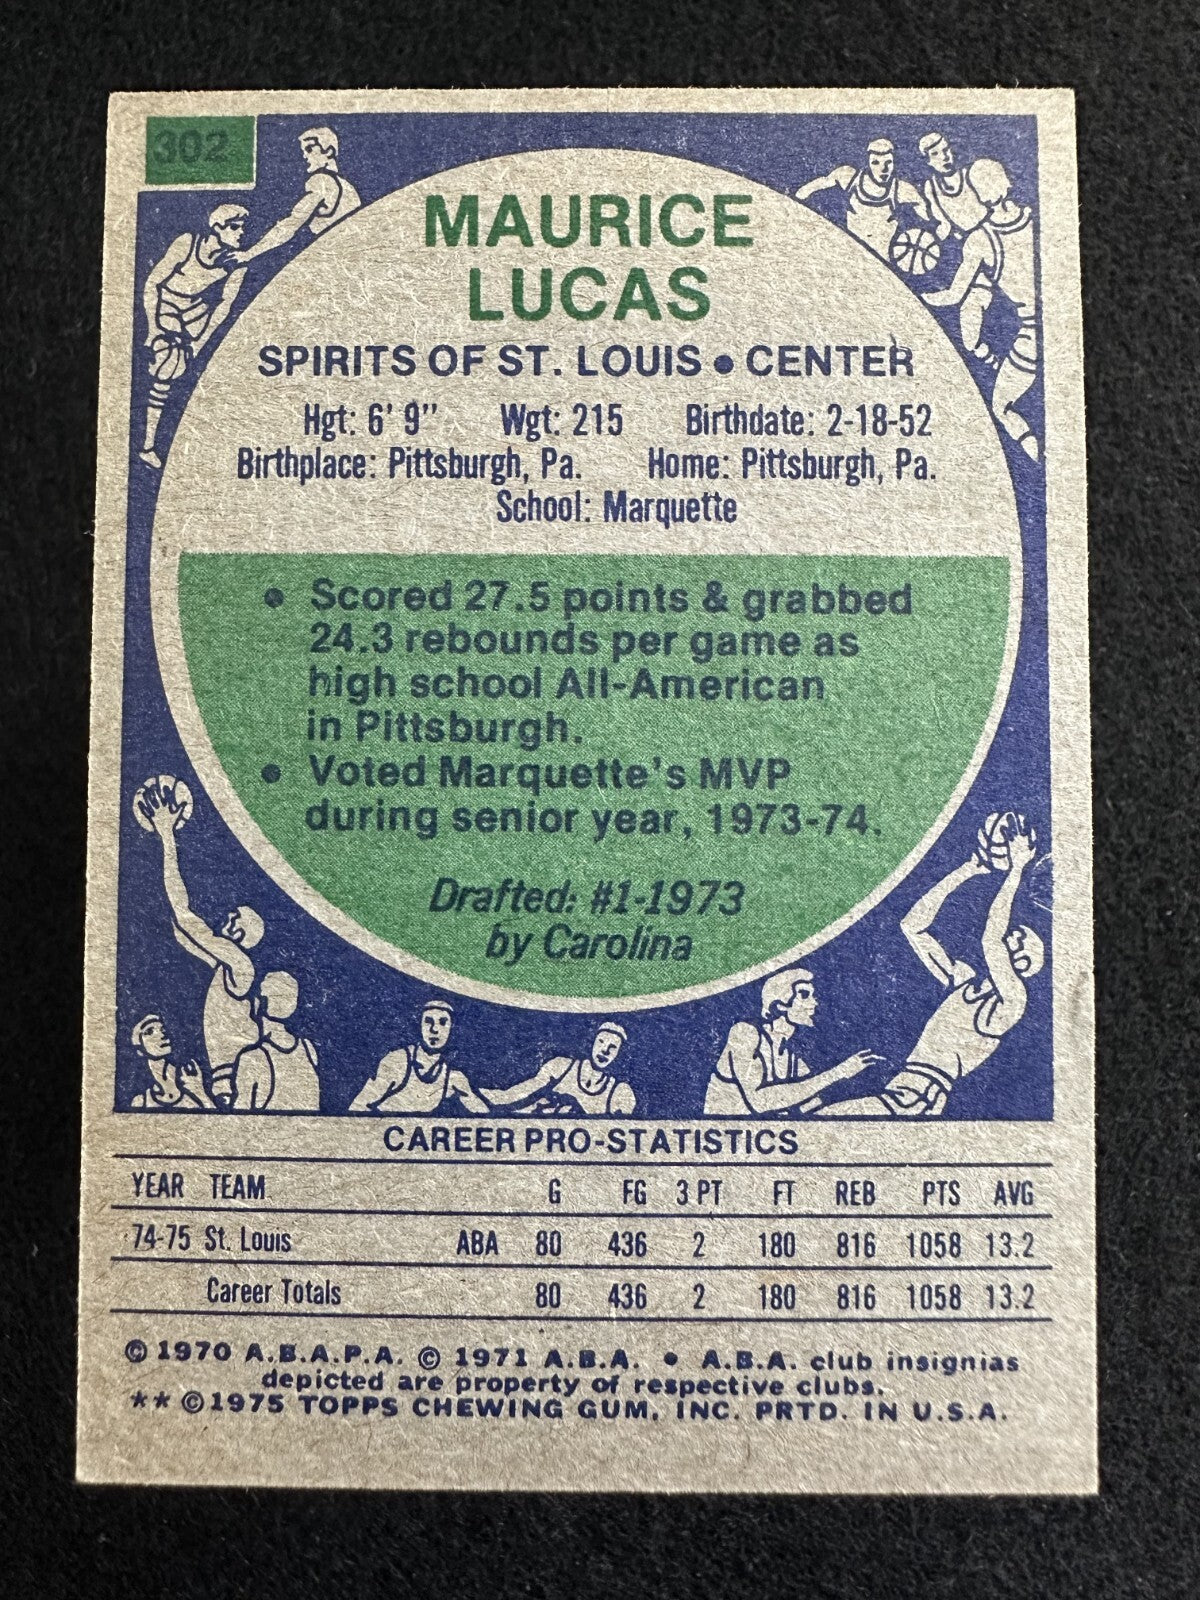 302
MAURICE
LUCAS
SPIRITS OF ST. LOUIS • CENTER
Hgt: 6' 9" Wgt: 215 Birthdate: 2-18-52
Birthplace: Pittsburgh, Pa. Home: Pittsburgh, Pa.
School: Marquette
• Scored 27.5 points & grabbed
24.3 rebounds per game as
high school All-American
in Pittsburgh.
• Voted Marquette's MVP
during senior year, 1973-74.
Drafted: #1-1973
by Carolina
CAREER PRO-STATISTICS
YEAR TEAM G FG 3 PT FT REB PTS AVG
74-75 St. Louis ABA 80 436 2 180 816 1058 13.2
Career Totals 80 436 2 180 816 1058 13.2
© 1970 A.B.A.P.A. © 1971 A.B.A. • A.B.A. club insignias
depicted are property of respective clubs.
** ©1975 TOPPS CHEWING GUM, INC. PRTD. IN U.S.A.